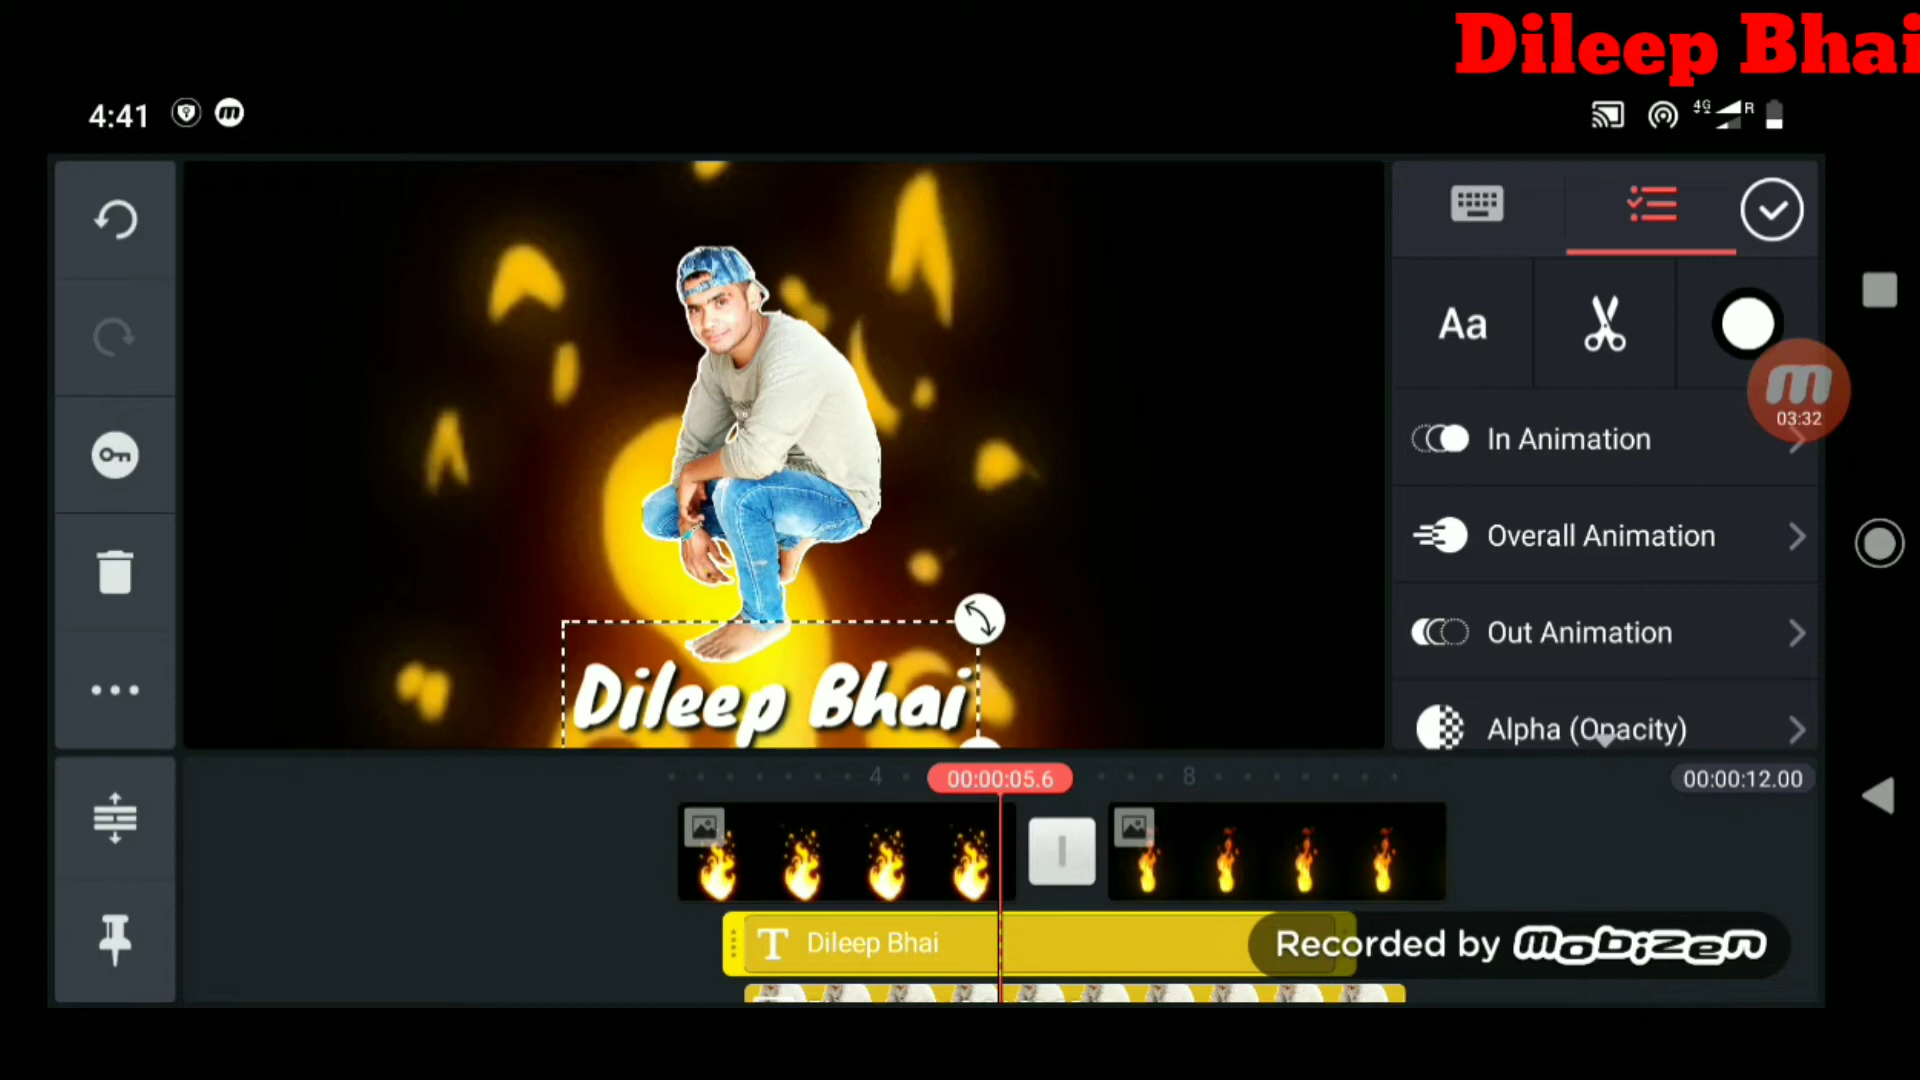 Dileep Bhai
4:41
4G R
Aa
03:32
In Animation
Overall Animation
Out Animation
Alpha (Opacity)
Dileep Bhai
4
00:00:05.6
8
00:00:12.00
Dileep Bhai
Recorded by mobizen